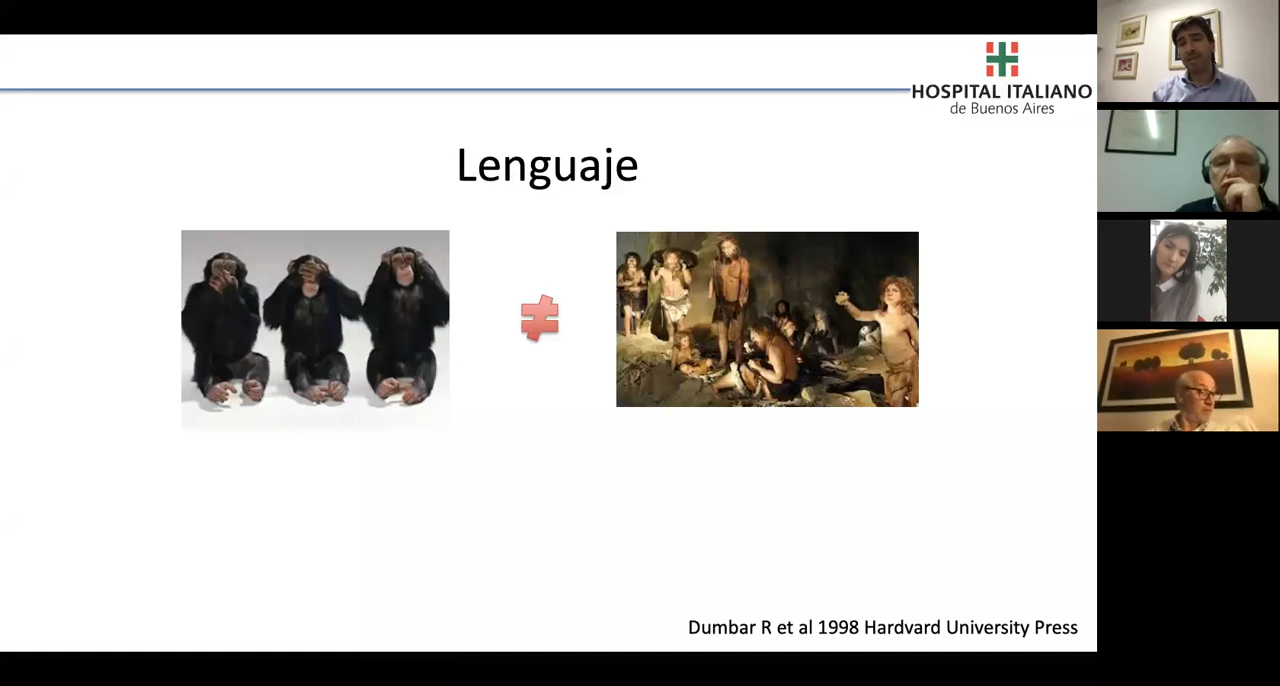 HOSPITAL ITALIANO
de Buenos Aires
Lenguaje
Dumbar R et al 1998 Hardvard University Press